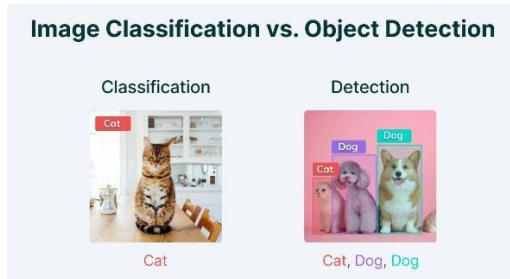 Image Classification vs. Object Detection
Classification
Detection
Cat
Cat
Dog
Dog
Cat
Cat, Dog, Dog